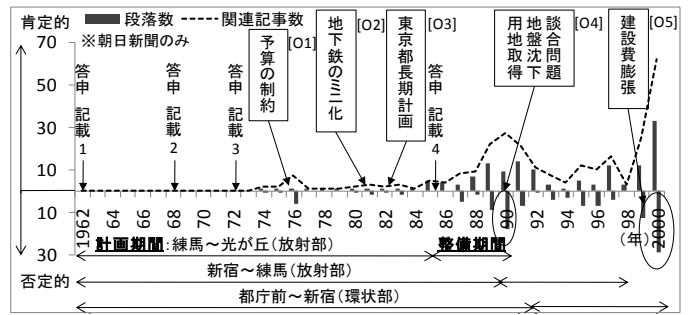 肯定的
段落数 関連記事数
※朝日新聞のみ
70
50
30
10
10
30
否定的
答申記載1
答申記載2
答申記載3
予算の制約
[O1]
地下鉄のミニ化
[O2]
東京都長期計画
[O3]
答申記載4
談合問題
地盤沈下
用地取得
[O4]
建設費膨張
[O5]
1962 64 66 68 70 72 74 76 78 80 82 84 86 88 90 92 94 96 98 2000
(年)
計画期間:練馬~光が丘(放射部) 整備期間
新宿~練馬(放射部)
都庁前~新宿(環状部)